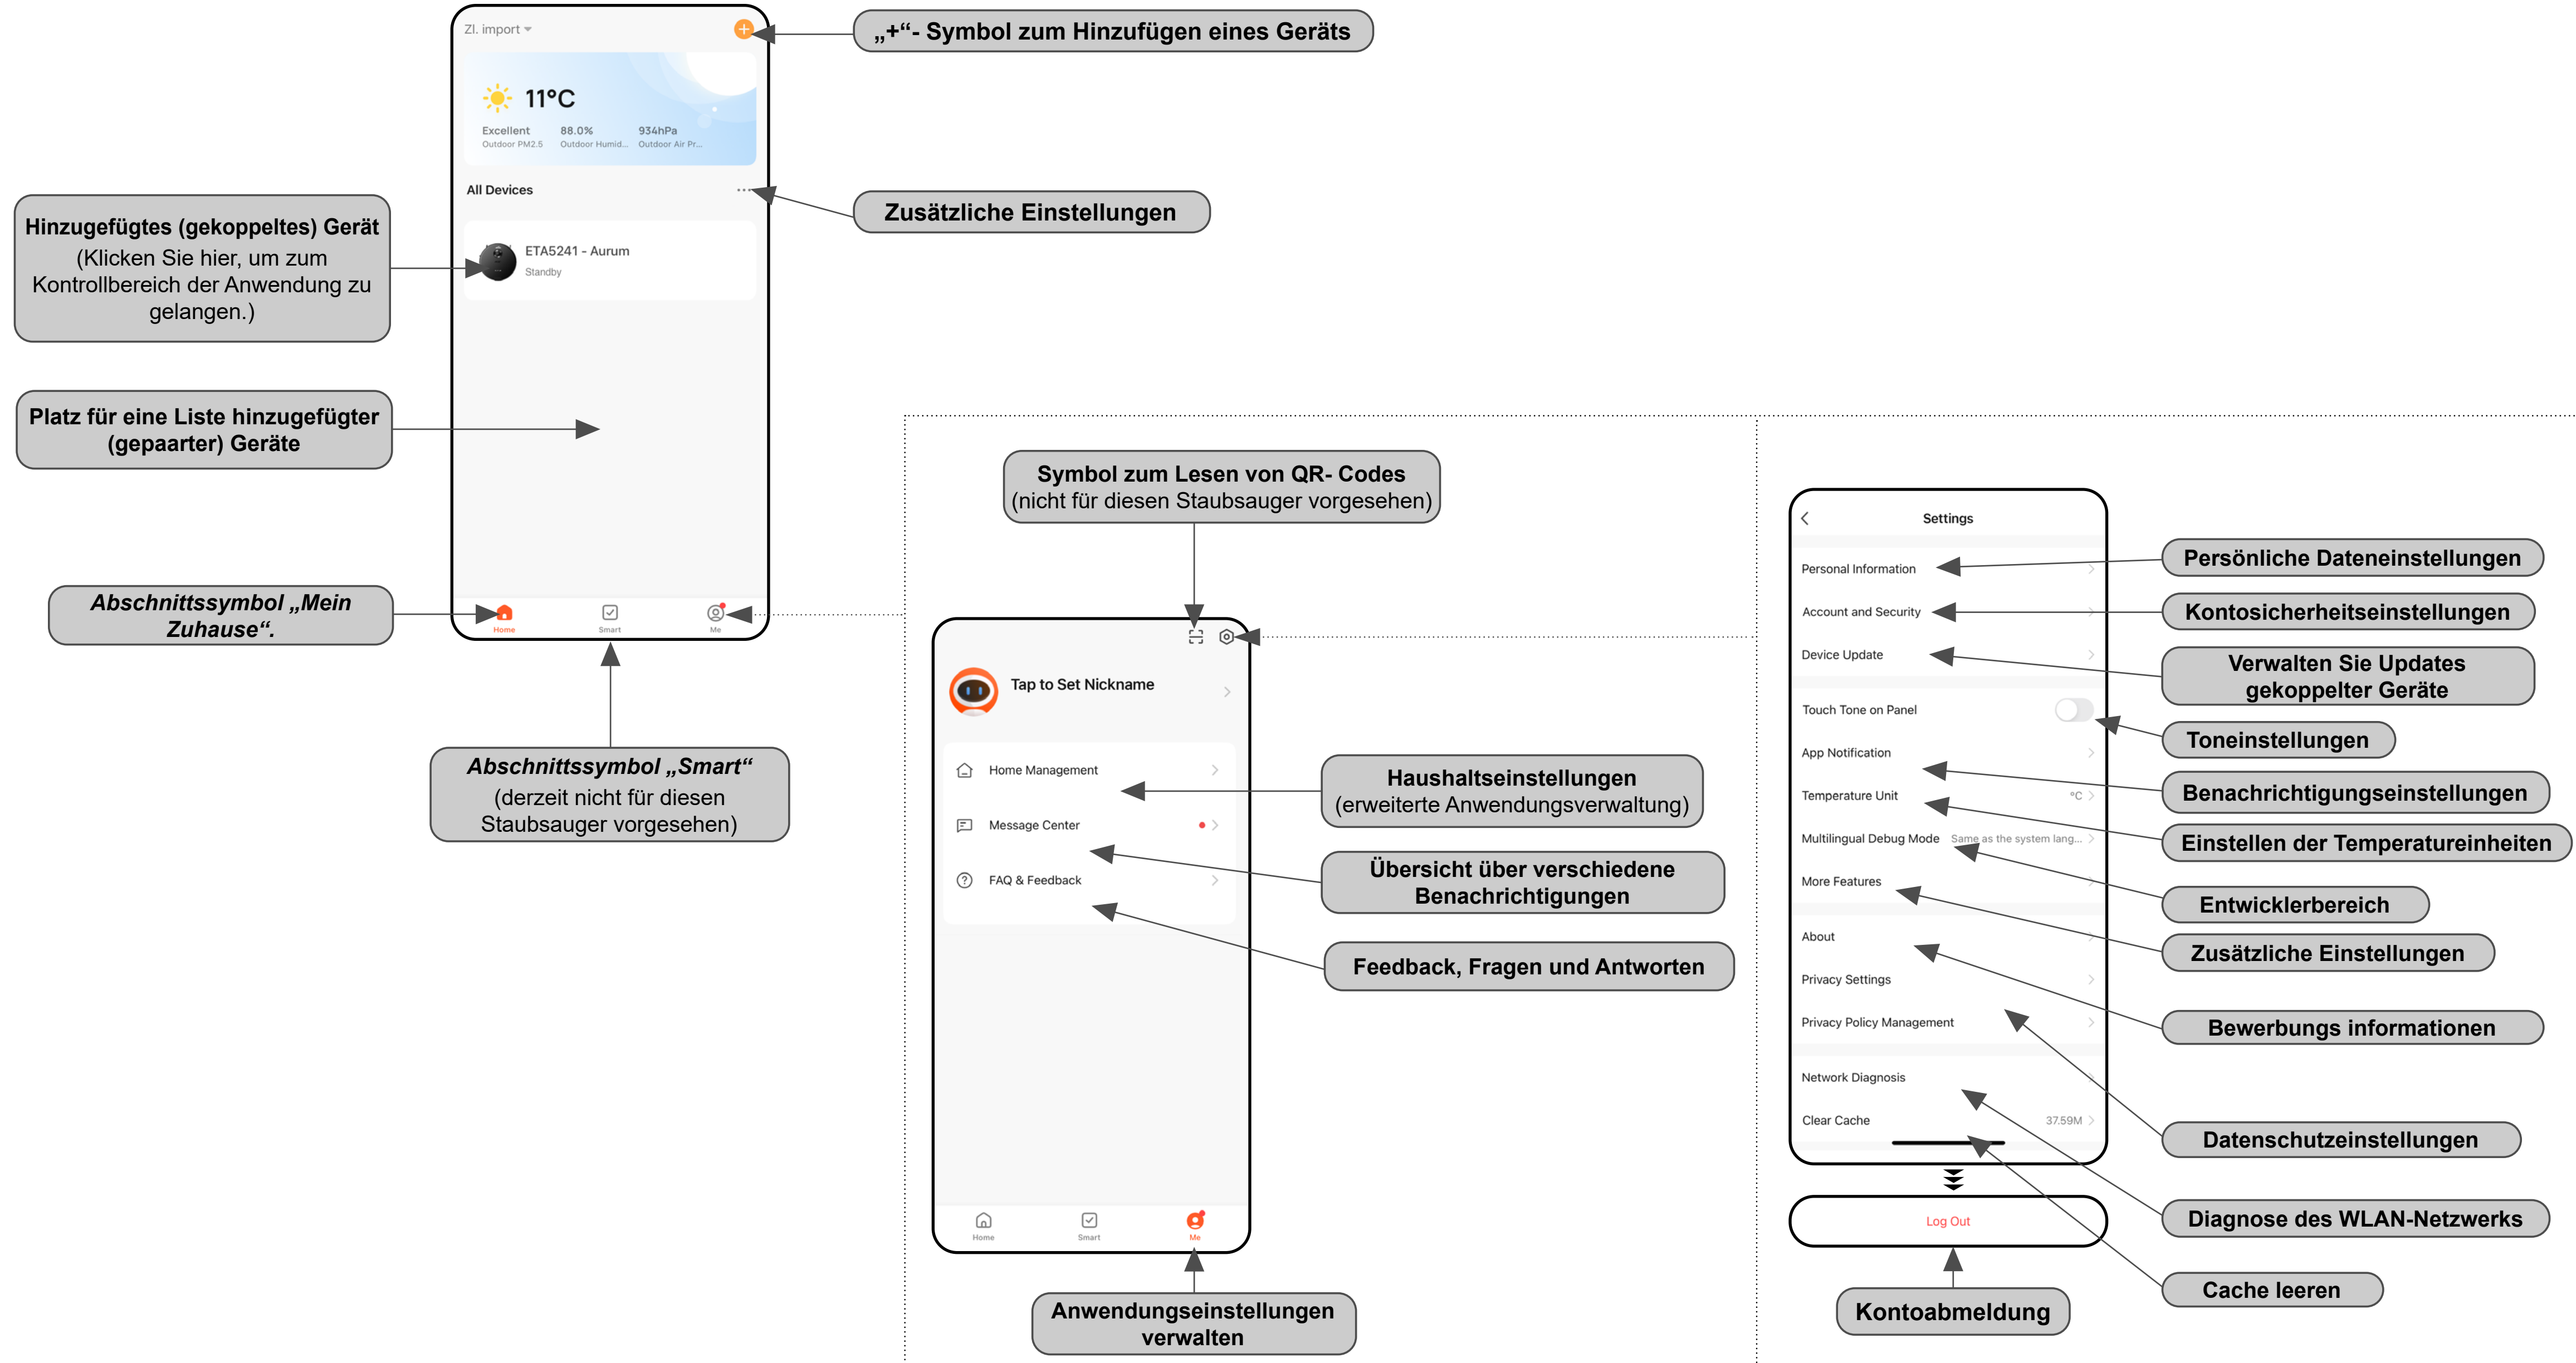 ZI. import
„+“- Symbol zum Hinzufügen eines Geräts
11°C
Excellent
88.0%
934hPa
Outdoor PM2.5
Outdoor Humid...
Outdoor Air Pr...
All Devices
Zusätzliche Einstellungen
Hinzugefügtes (gekoppeltes) Gerät
(Klicken Sie hier, um zum
Kontrollbereich der Anwendung zu
gelangen.)
ETA5241 - Aurum
Standby
Platz für eine Liste hinzugefügter
(gepaarter) Geräte
Abschnittssymbol „Mein
Zuhause“.
Home
Smart
Me
Abschnittssymbol „Smart“
(derzeit nicht für diesen
Staubsauger vorgesehen)
Symbol zum Lesen von QR- Codes
(nicht für diesen Staubsauger vorgesehen)
Tap to Set Nickname
Home Management
Haushaltseinstellungen
(erweiterte Anwendungsverwaltung)
Message Center
Übersicht über verschiedene
Benachrichtigungen
FAQ & Feedback
Feedback, Fragen und Antworten
Home
Smart
Me
Anwendungseinstellungen
verwalten
Settings
Personal Information
Persönliche Dateneinstellungen
Account and Security
Kontosicherheitseinstellungen
Device Update
Verwalten Sie Updates
gekoppelter Geräte
Touch Tone on Panel
Toneinstellungen
App Notification
Benachrichtigungseinstellungen
Temperature Unit
°C
Einstellen der Temperatureinheiten
Multilingual Debug Mode
Same as the system lang...
Entwicklerbereich
More Features
Zusätzliche Einstellungen
About
Bewerbungs informationen
Privacy Settings
Privacy Policy Management
Datenschutzeinstellungen
Network Diagnosis
Diagnose des WLAN-Netzwerks
Clear Cache
37.59M
Cache leeren
Log Out
Kontoabmeldung